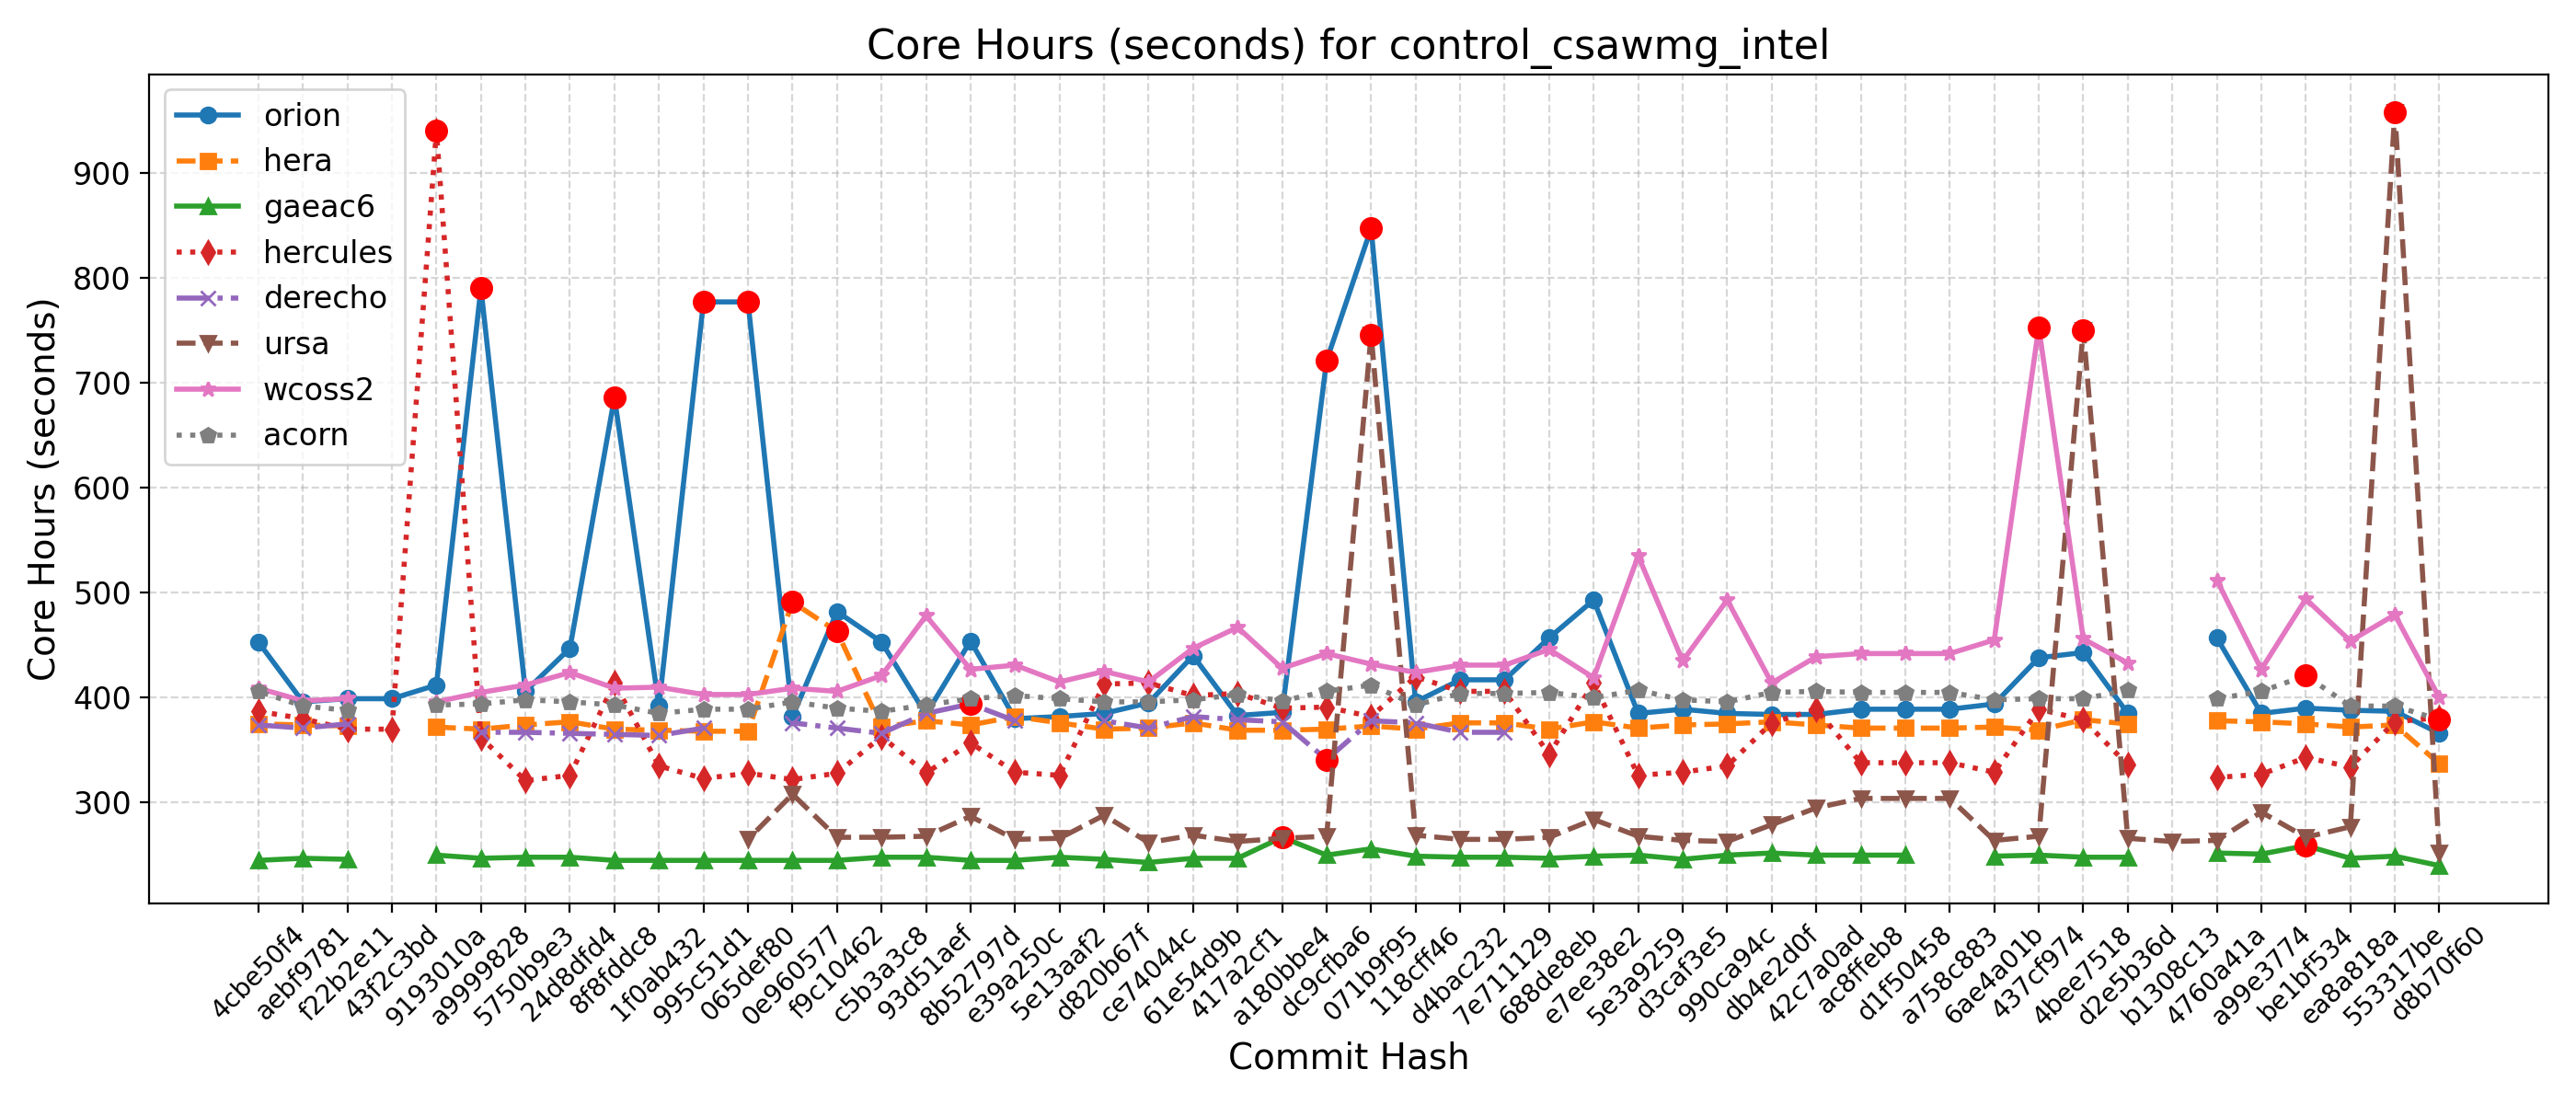 Core Hours (seconds) for control_csawmg_intel
orion
hera
gaeac6
hercules
derecho
ursa
wcoss2
acorn
Core Hours (seconds)
900
800
700
600
500
400
300
4cbe50f4
aebf9781
f22b2e11
43f2c3bd
9193010a
a9999828
5750b9e3
24d8dfd4
8f8fddc8
1f0ab432
995c51d1
065def80
0e960577
f9c10462
c5b3a3c8
93d51aef
8b52797d
e39a250c
5e13aaf2
d820b67f
ce74044c
61e54d9b
417a2cf1
a180bbe4
dc9cfba6
071b9f95
118cff46
d4bac232
7e711129
688de8eb
e7ee38e2
5e3a9259
d3caf3e5
990ca94c
db4e2d0f
42c7a0ad
ac8ffeb8
d1f50458
a758c883
6ae4a01b
437cf974
4bee7518
d2e5b36d
b1308c13
4760a41a
a99e3774
be1bf534
ea8a818a
553317be
d8b70f60
Commit Hash